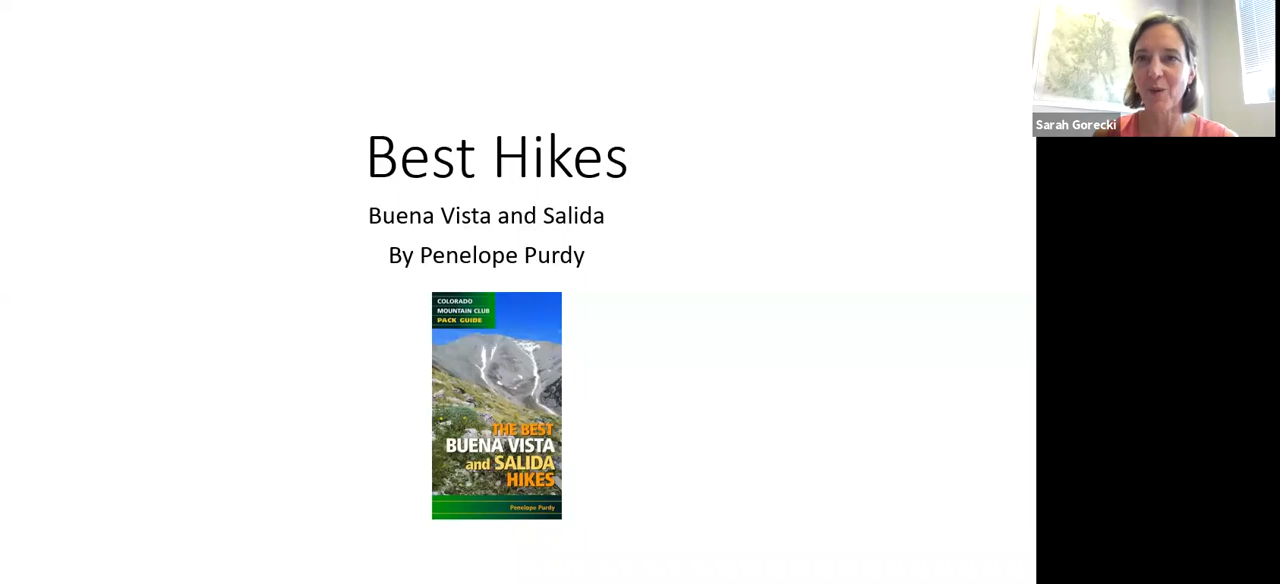 Best Hikes
Buena Vista and Salida
By Penelope Purdy
COLORADO
MOUNTAIN CLUB
PACK GUIDE
THE BEST
BUENA VISTA
and SALIDA
HIKES
Penelope Purdy
Sarah Gorecki